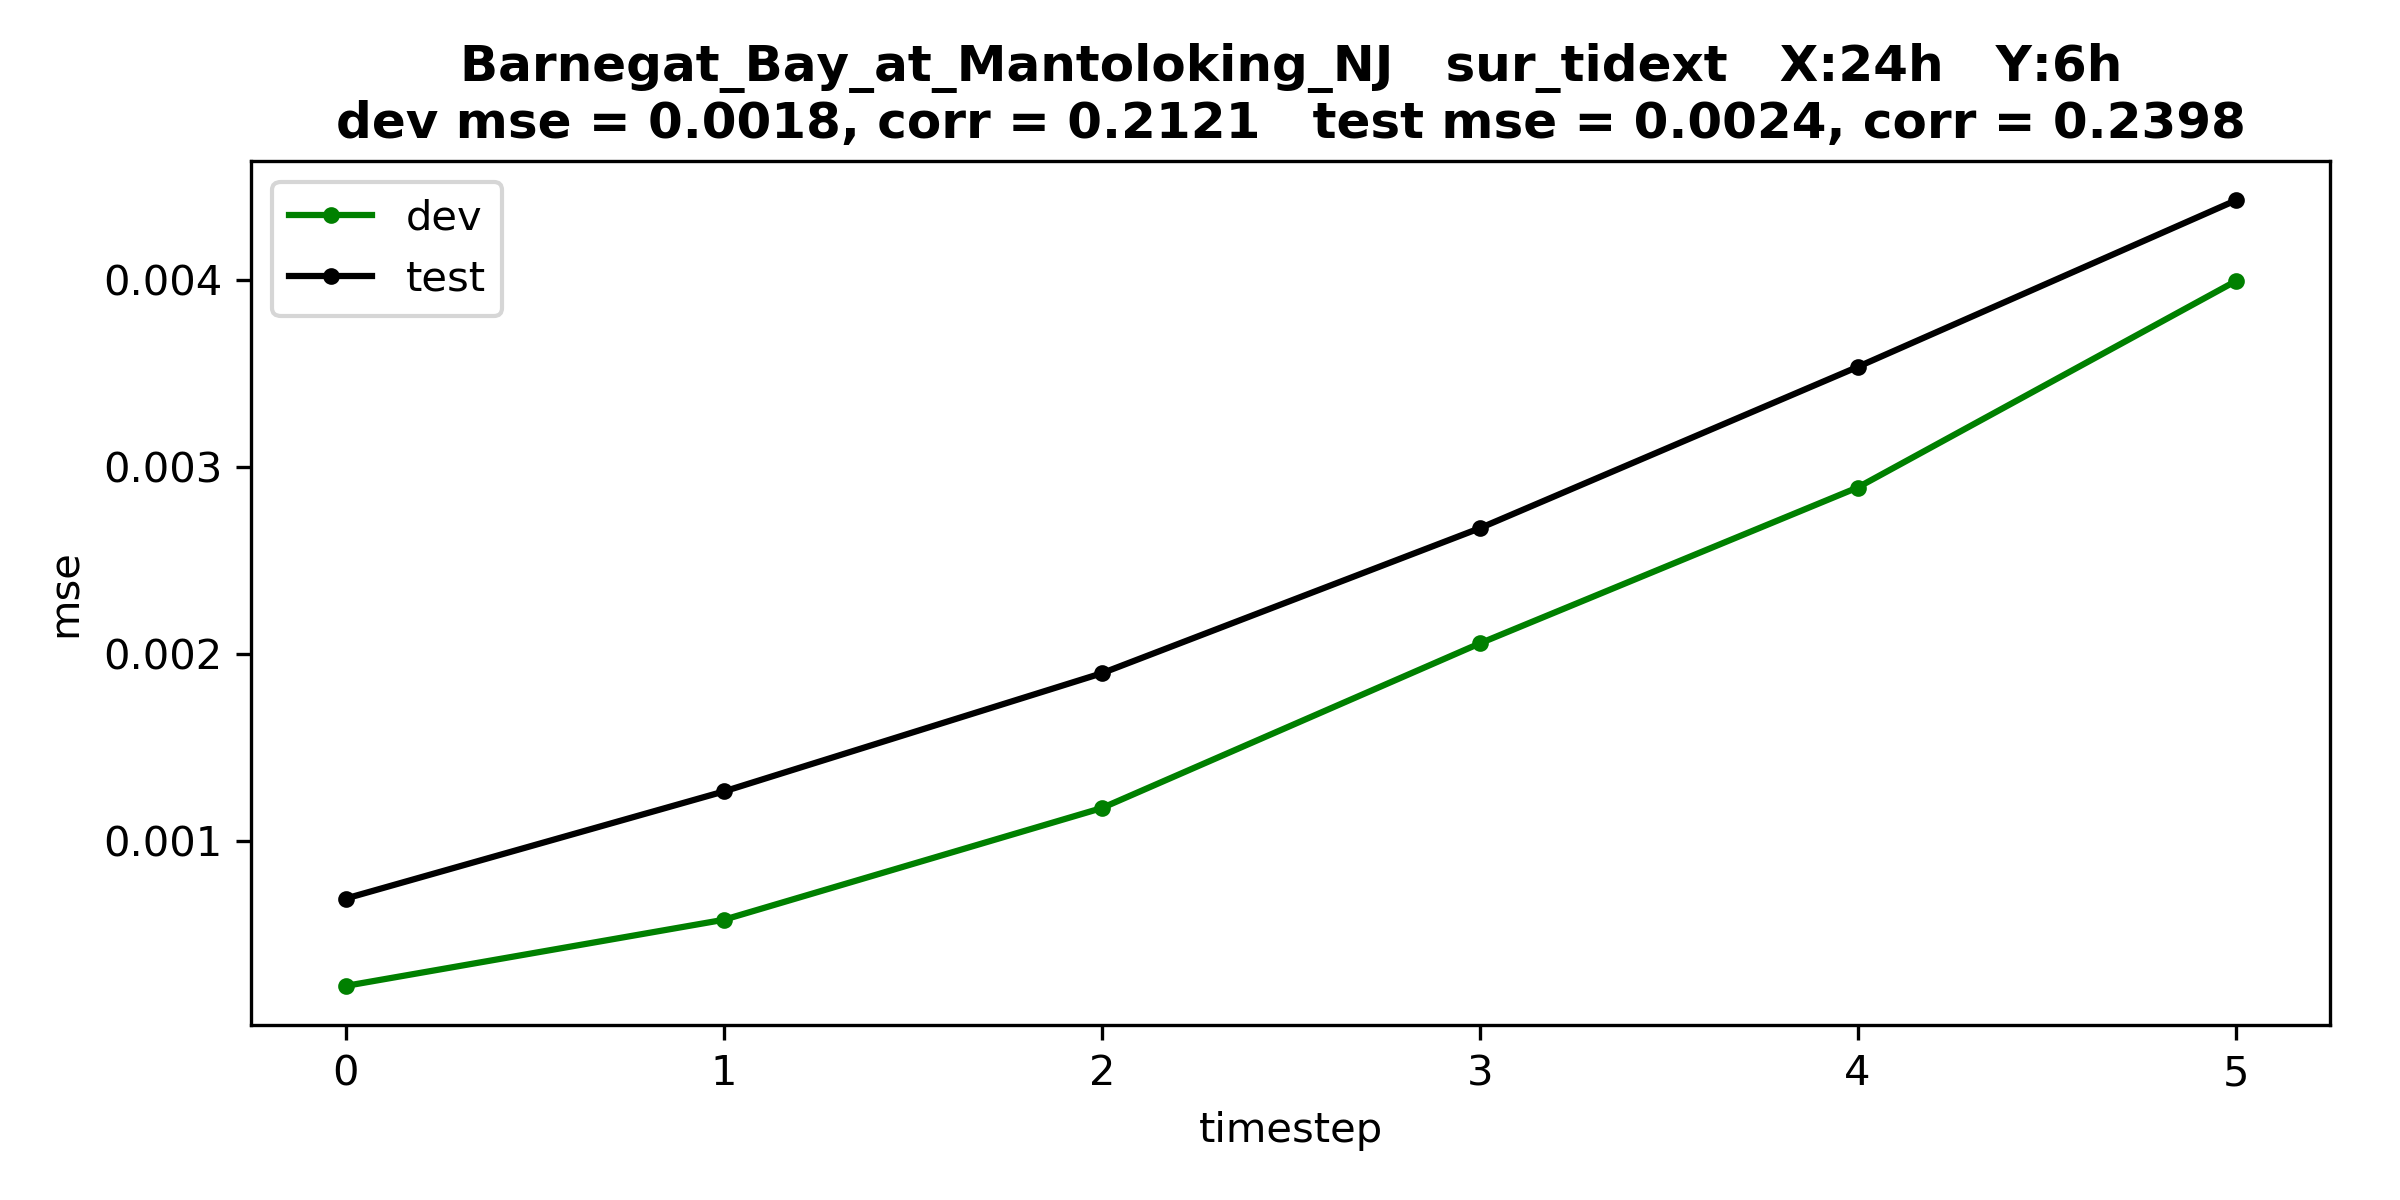 Barnegat_Bay_at_Mantoloking_NJ   sur_tidext   X:24h   Y:6h
dev mse = 0.0018, corr = 0.2121   test mse = 0.0024, corr = 0.2398
dev
test
0.004
0.003
0.002
0.001
mse
0 1 2 3 4 5
timestep